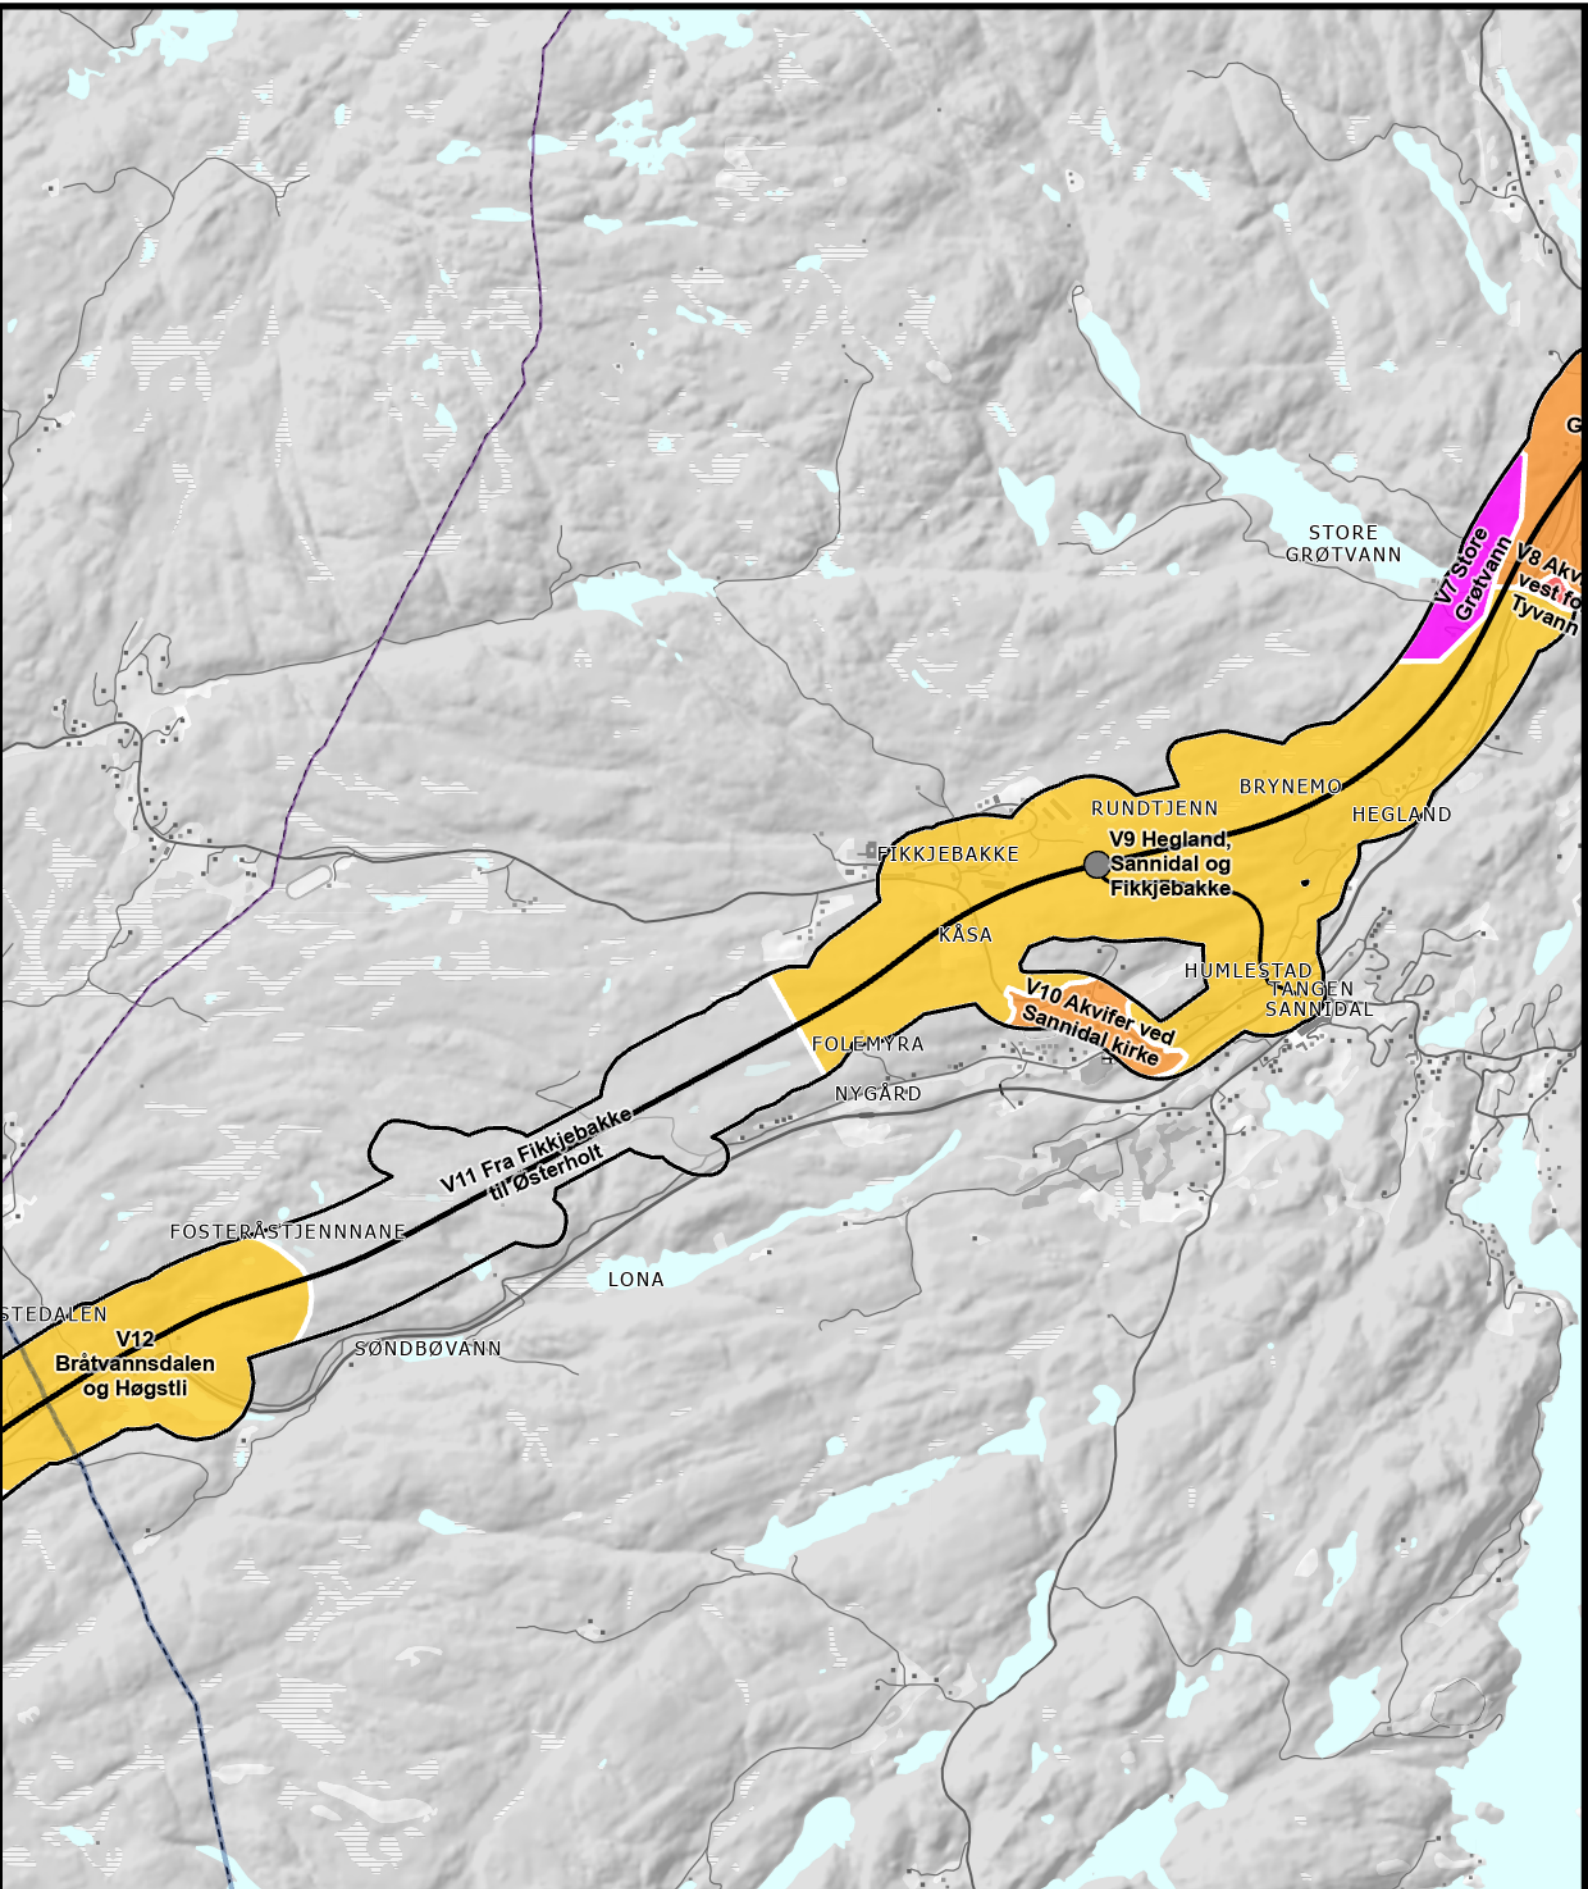 G
STORE
GRØTVANN
V7 Store
Grøtvann
V8 Akv
vest fo
Tyvann
BRYNEMO
RUNDTJENN
HEGLAND
V9 Hegland,
Sannidal og
Fikkjebakke
FIKKJEBAKKE
KÅSA
HUMLESTAD
TANGEN
SANNIDAL
V10 Akvifer ved
Sannidal kirke
FOLEMYRA
NYGÅRD
V11 Fra Fikkjebakke
til Østerholt
FOSTERÅSTJENNNANE
LONA
STEDALEN
V12
Bråtvannsdalen
og Høgstli
SØNDBØVANN